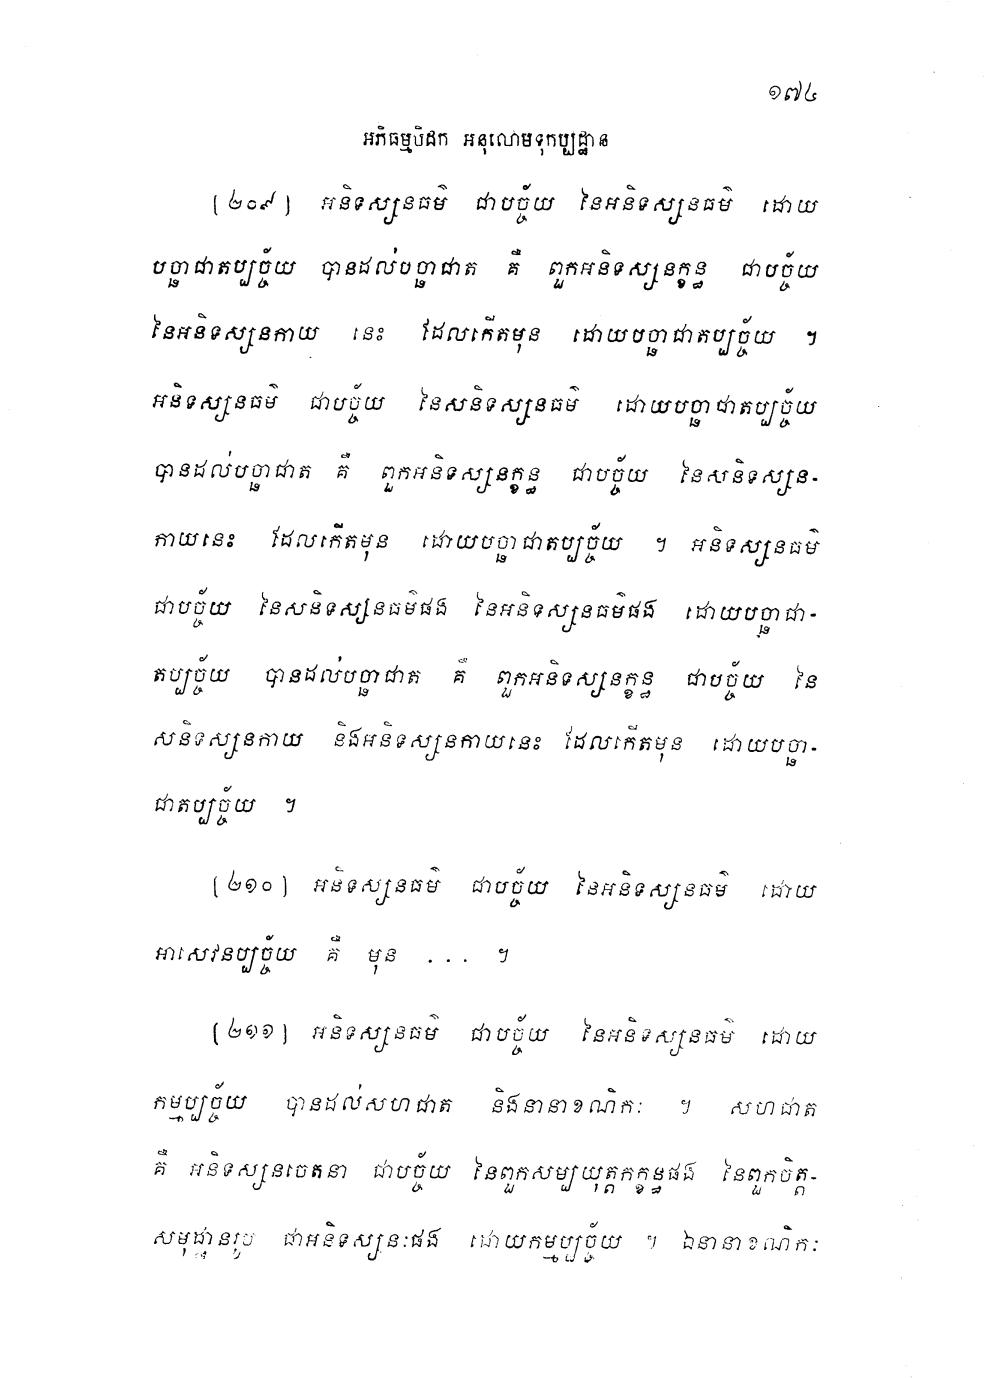 ១៧៤
អភិធម្មបិដក អនុលោមទុកប្បដ្ឋាន
[២០៩] អនិទស្សនធម៌ ជាបច្ច័យ នៃអនិទស្សនធម៌ ដោយ
បច្ឆាជាតប្បច្ច័យ បានដល់បច្ឆាជាត គឺ ពួកអនិទស្សនក្ខន្ធ ជាបច្ច័យ
នៃអនិទស្សនកាយ នេះ ដែលកើតមុន ដោយបច្ឆាជាតប្បច្ច័យ ។
អនិទស្សនធម៌ ជាបច្ច័យ នៃសនិទស្សនធម៌ ដោយបច្ឆាជាតប្បច្ច័យ
បានដល់បច្ឆាជាត គឺ ពួកអនិទស្សនក្ខន្ធ ជាបច្ច័យ នៃសនិទស្សន-
កាយនេះ ដែលកើតមុន ដោយបច្ឆាជាតប្បច្ច័យ ។ អនិទស្សនធម៌
ជាបច្ច័យ នៃសនិទស្សនធម៌ផង នៃអនិទស្សនធម៌ផង ដោយបច្ឆាជា-
តប្បច្ច័យ បានដល់បច្ឆាជាត គឺ ពួកអនិទស្សនក្ខន្ធ ជាបច្ច័យ នៃ
សនិទស្សនកាយ និងអនិទស្សនកាយនេះ ដែលកើតមុន ដោយបច្ឆា-
ជាតប្បច្ច័យ ។
[២១០] អនិទស្សនធម៌ ជាបច្ច័យ នៃអនិទស្សនធម៌ ដោយ
អាសេវនប្បច្ច័យ គឺ មុន ... ។
[២១១] អនិទស្សនធម៌ ជាបច្ច័យ នៃអនិទស្សនធម៌ ដោយ
កម្មប្បច្ច័យ បានដល់សហជាត និងនានាខណិកៈ ។ សហជាត
គឺ អនិទស្សនចេតនា ជាបច្ច័យ នៃពួកសម្បយុត្តកក្ខន្ធផង នៃពួកចិត្ត-
សមុដ្ឋានរូប ជាអនិទស្សនៈផង ដោយកម្មប្បច្ច័យ ។ ឯនានាខណិកៈ